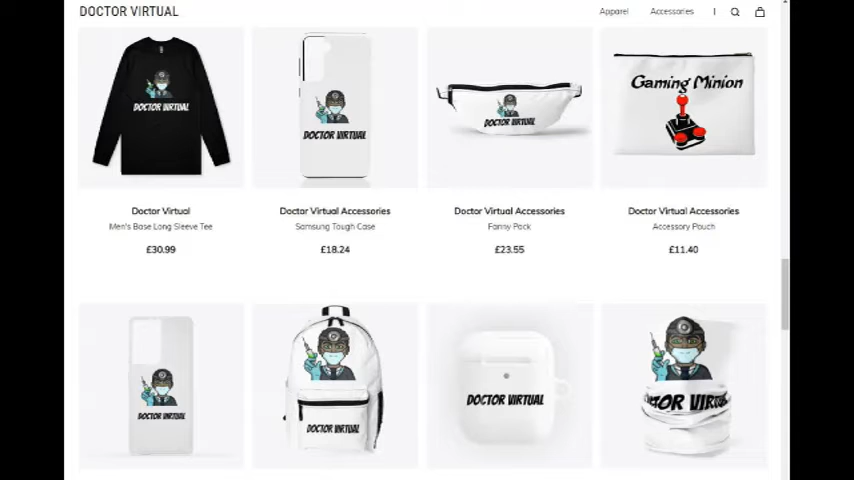 DOCTOR VIRTUAL
Apparel Accessories
DOCTOR VIRTUAL
DOCTOR VIRTUAL
DOCTOR VIRTUAL
Gaming Minion
Doctor Virtual
Men's Base Long Sleeve Tee
£30.99
Doctor Virtual Accessories
Samsung Tough Case
£18.24
Doctor Virtual Accessories
Fanny Pack
£23.55
Doctor Virtual Accessories
Accessory Pouch
£11.40
DOCTOR VIRTUAL
DOCTOR VIRTUAL
DOCTOR VIRTUAL